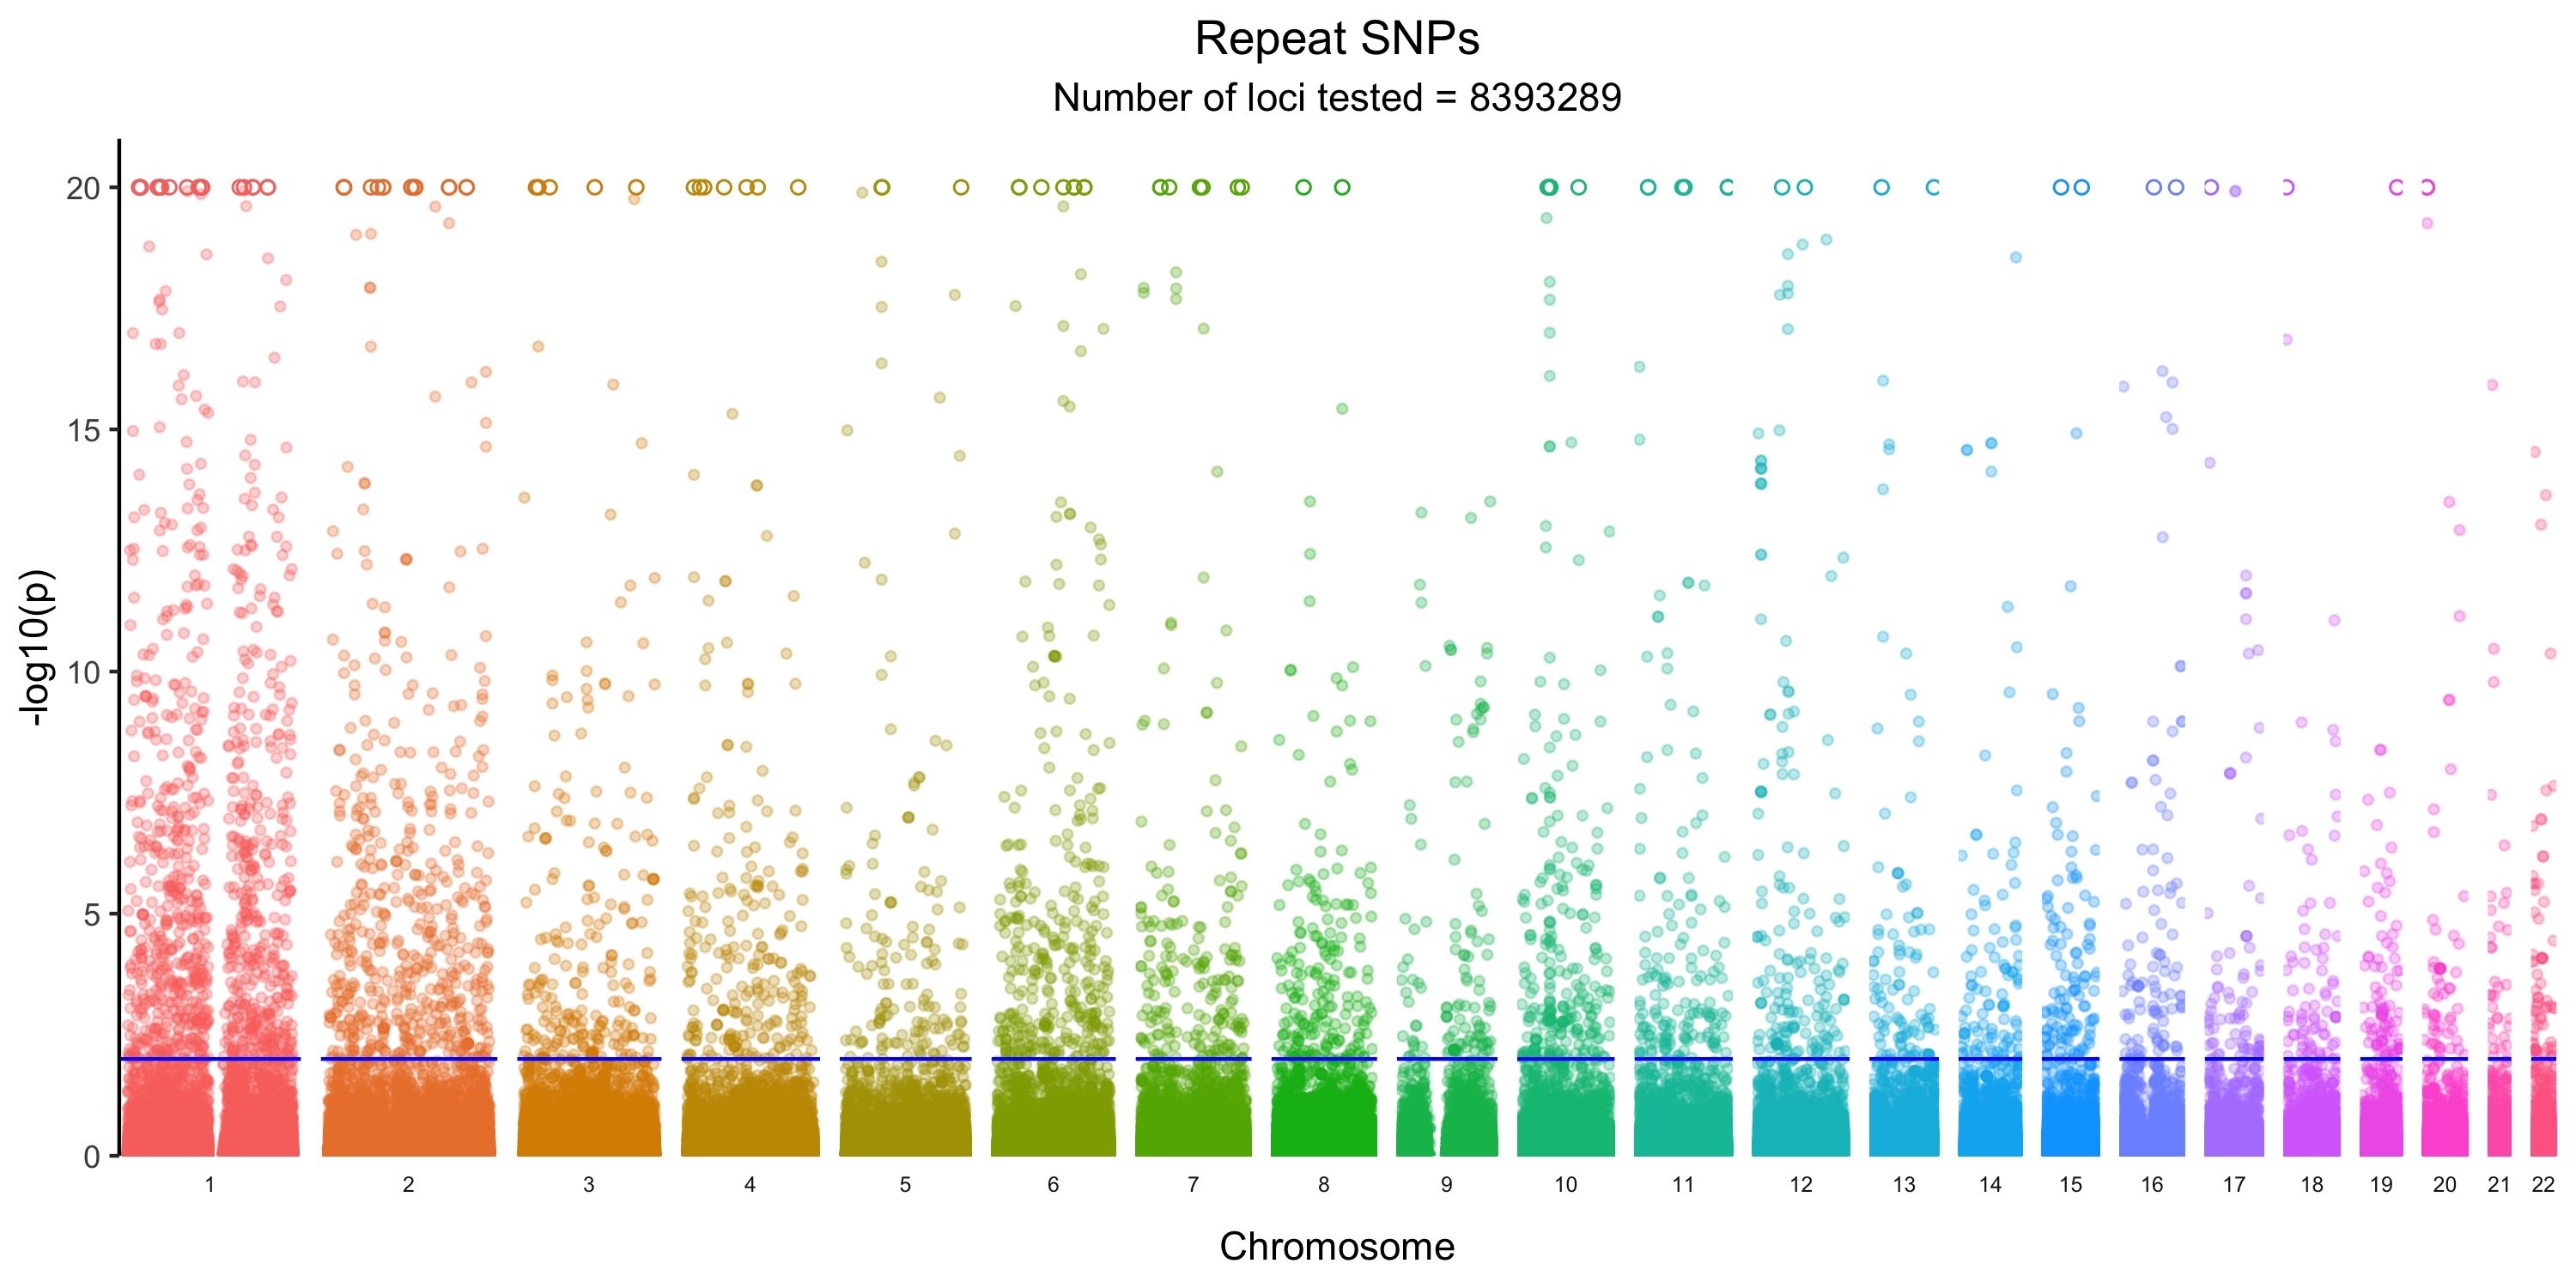 Repeat SNPs
Number of loci tested = 8393289
-log10(p)
20
15
10
5
0
1 2 3 4 5 6 7 8 9 10 11 12 13 14 15 16 17 18 19 20 21 22
Chromosome